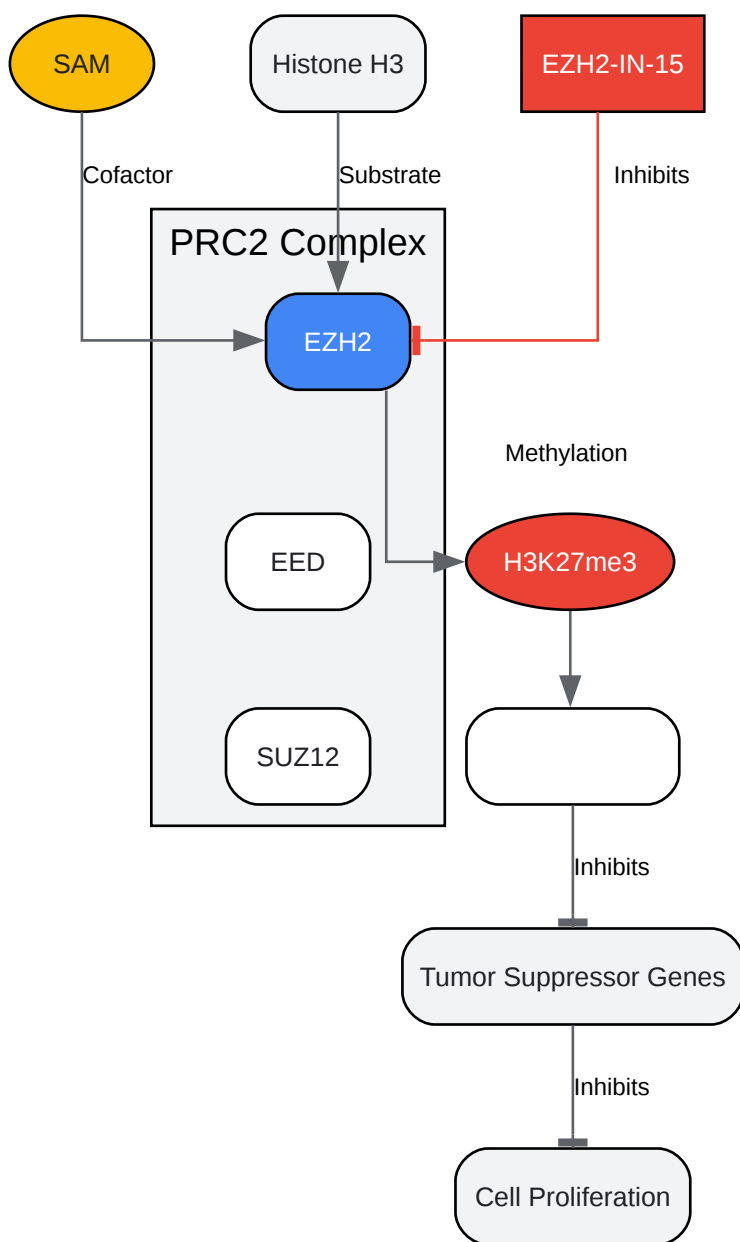 SAM
Histone H3
EZH2-IN-15
Cofactor
Substrate
Inhibits
PRC2 Complex
EZH2
Methylation
EED
H3K27me3
SUZ12
Inhibits
Tumor Suppressor Genes
Inhibits
Cell Proliferation